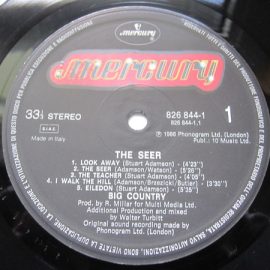 mercury
mercury
33⅓ STEREO
826 844-1
826 844.1
S.I.A.E.
1
Made in Italy
℗ 1986 Phonogram Ltd. (London)
Publ.: 10 Music Ltd.
THE SEER
1. LOOK AWAY (Stuart Adamson) - (4'23")
2. THE SEER (Adamson/Watson) - (5'30")
3. THE TEACHER (Stuart Adamson) - (4'05")
4. I WALK THE HILL (Adamson/Brzezicki/Butler) - (3'30")
5. EILEDON (Stuart Adamson) - (5'35")
BIG COUNTRY
Prod. by R. Miller for Multi Media Ltd.
Additional Production and mixed
by Walter Turbitt
Original sound recording made by
Phonogram Ltd. (London)